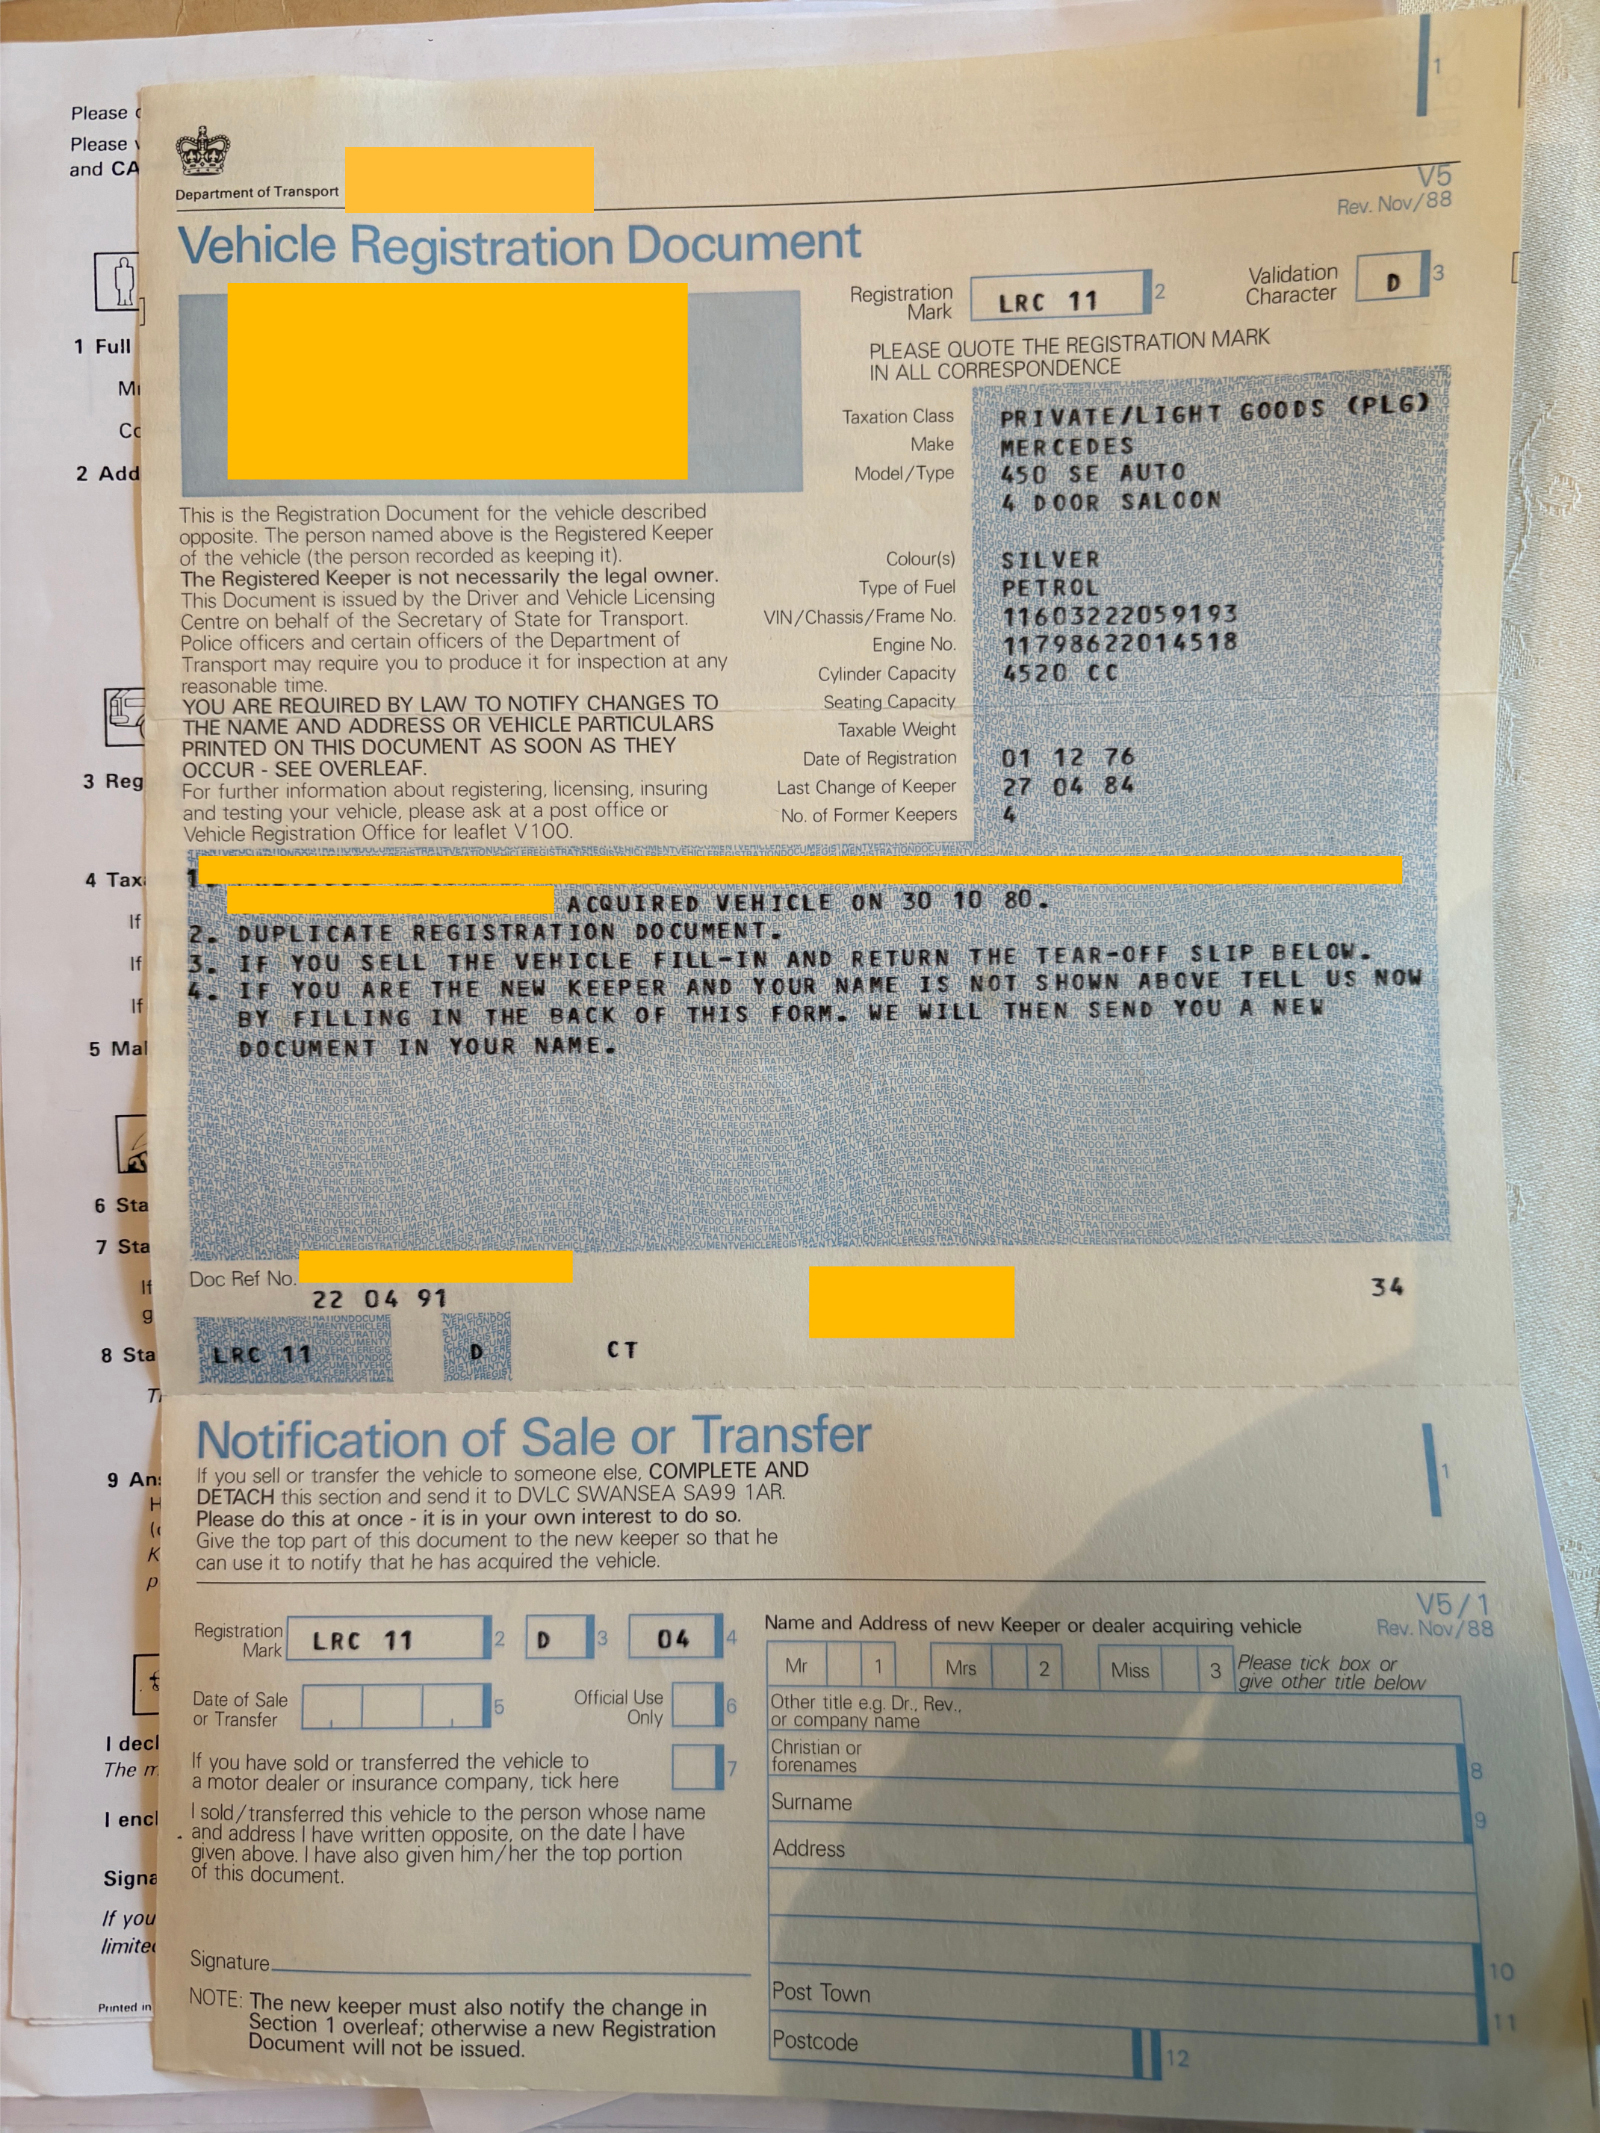 Please
Please
and CA
1 Full
2 Add
3 Reg
4 Tax
If
If
If
5 Mal
6 Sta
7 Sta
If
g
8 Sta
9 An
I decl
The m
I encl
Signa
If you
limite
Printed in
1
Department of Transport
V5
Rev. Nov/88
Vehicle Registration Document
Registration
Mark
LRC 11
2
Validation
Character
D
3
PLEASE QUOTE THE REGISTRATION MARK
IN ALL CORRESPONDENCE
Taxation Class PRIVATE/LIGHT GOODS (PLG)
Make MERCEDES
Model/Type 450 SE AUTO
4 DOOR SALOON
Colour(s) SILVER
Type of Fuel PETROL
VIN/Chassis/Frame No. 11603222059193
Engine No. 11798622014518
Cylinder Capacity 4520 CC
Seating Capacity
Taxable Weight
Date of Registration 01 12 76
Last Change of Keeper 27 04 84
No. of Former Keepers 4
This is the Registration Document for the vehicle described
opposite. The person named above is the Registered Keeper
of the vehicle (the person recorded as keeping it).
The Registered Keeper is not necessarily the legal owner.
This Document is issued by the Driver and Vehicle Licensing
Centre on behalf of the Secretary of State for Transport.
Police officers and certain officers of the Department of
Transport may require you to produce it for inspection at any
reasonable time.
YOU ARE REQUIRED BY LAW TO NOTIFY CHANGES TO
THE NAME AND ADDRESS OR VEHICLE PARTICULARS
PRINTED ON THIS DOCUMENT AS SOON AS THEY
OCCUR - SEE OVERLEAF.
For further information about registering, licensing, insuring
and testing your vehicle, please ask at a post office or
Vehicle Registration Office for leaflet V100.
ACQUIRED VEHICLE ON 30 10 80.
2. DUPLICATE REGISTRATION DOCUMENT.
3. IF YOU SELL THE VEHICLE FILL-IN AND RETURN THE TEAR-OFF SLIP BELOW.
4. IF YOU ARE THE NEW KEEPER AND YOUR NAME IS NOT SHOWN ABOVE TELL US NOW
BY FILLING IN THE BACK OF THIS FORM. WE WILL THEN SEND YOU A NEW
DOCUMENT IN YOUR NAME.
Doc Ref No.
22 04 91
34
LRC 11 D CT
Notification of Sale or Transfer
1
If you sell or transfer the vehicle to someone else, COMPLETE AND
DETACH this section and send it to DVLC SWANSEA SA99 1AR.
Please do this at once - it is in your own interest to do so.
Give the top part of this document to the new keeper so that he
can use it to notify that he has acquired the vehicle.
V5/1
Rev. Nov/88
Registration
Mark
LRC 11 2 D 3 04 4
Date of Sale
or Transfer
5
Official Use
Only
6
If you have sold or transferred the vehicle to
a motor dealer or insurance company, tick here
7
I sold/transferred this vehicle to the person whose name
and address I have written opposite, on the date I have
given above. I have also given him/her the top portion
of this document.
Signature
NOTE: The new keeper must also notify the change in
Section 1 overleaf; otherwise a new Registration
Document will not be issued.
Name and Address of new Keeper or dealer acquiring vehicle
Mr 1 Mrs 2 Miss 3 Please tick box or
give other title below
Other title e.g. Dr., Rev.,
or company name
Christian or
forenames
8
Surname
9
Address
10
Post Town
11
Postcode
12